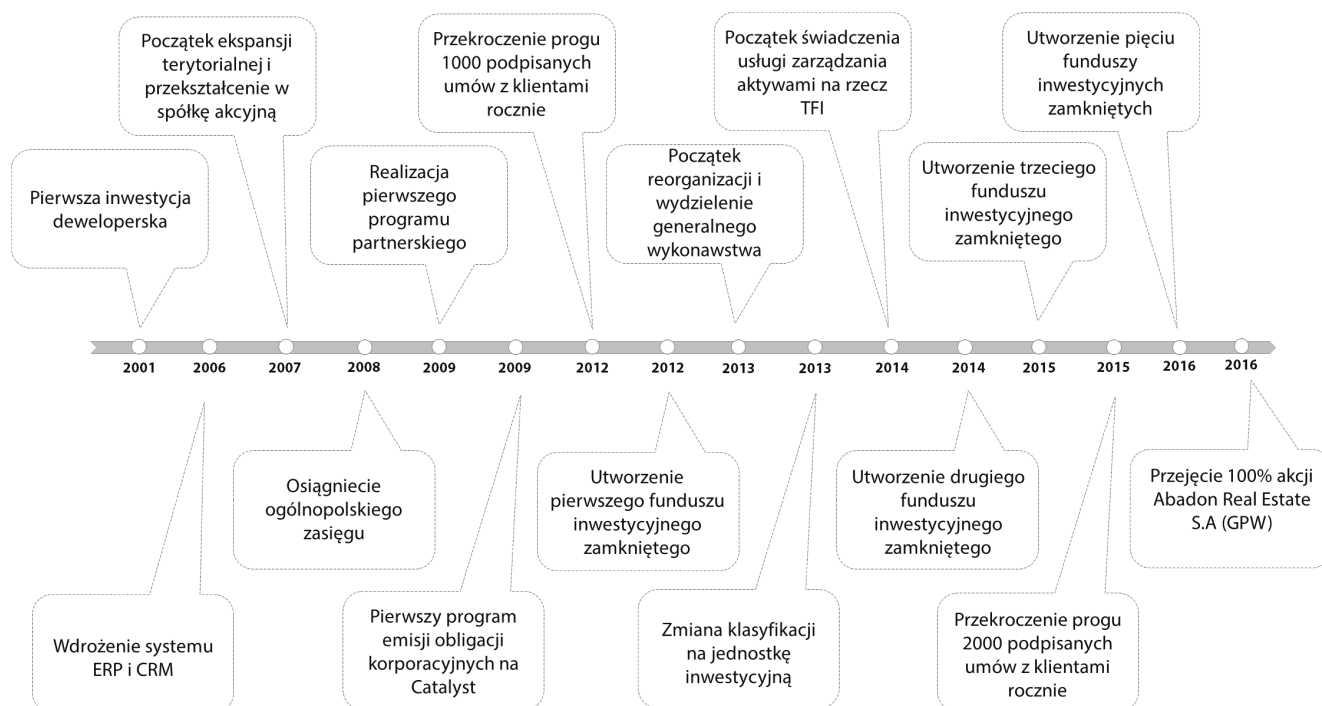 Początek ekspansji
terytorialnej i
przekształcenie w
spółkę akcyjną
Przekroczenie progu
1000 podpisanych
umów z klientami
rocznie
Początek świadczenia
usługi zarządzania
aktywami na rzecz
TFI
Utworzenie pięciu
funduszy
inwestycyjnych
zamkniętych
Pierwsza inwestycja
deweloperska
Realizacja
pierwszego
programu
partnerskiego
Początek
reorganizacji i
wydzielenie
generalnego
wykonawstwa
Utworzenie trzeciego
funduszu
inwestycyjnego
zamkniętego
2001 2006 2007 2008 2009 2009 2012 2012 2013 2013 2014 2014 2015 2015 2016 2016
Osiągniecie
ogólnopolskiego
zasięgu
Utworzenie
pierwszego funduszu
inwestycyjnego
zamkniętego
Utworzenie drugiego
funduszu
inwestycyjnego
zamkniętego
Przejęcie 100% akcji
Abadon Real Estate
S.A (GPW)
Wdrożenie systemu
ERP i CRM
Pierwszy program
emisji obligacji
korporacyjnych na
Catalyst
Zmiana klasyfikacji
na jednostkę
inwestycyjną
Przekroczenie progu
2000 podpisanych
umów z klientami
rocznie